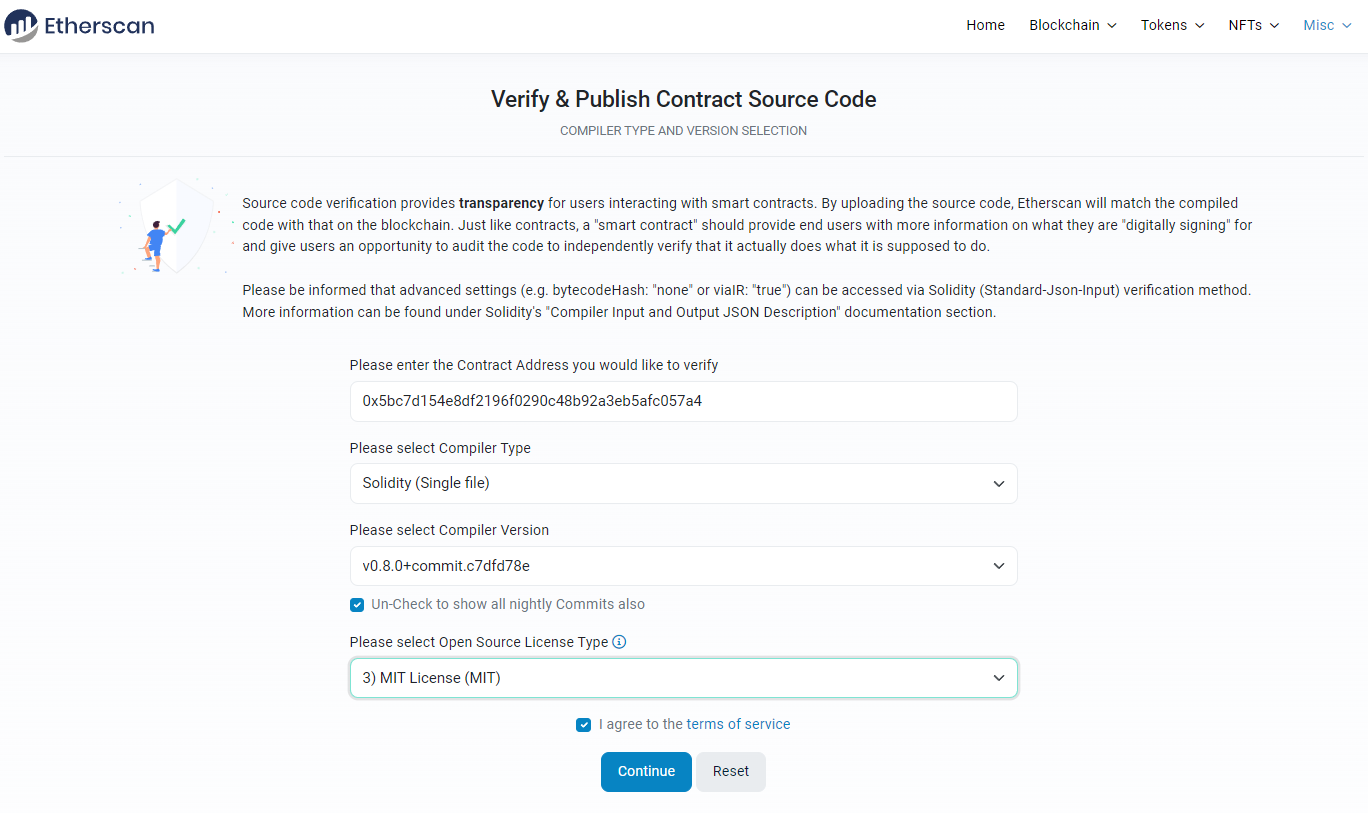 Etherscan
Home Blockchain Tokens NFTs Misc
Verify & Publish Contract Source Code
COMPILER TYPE AND VERSION SELECTION
Source code verification provides transparency for users interacting with smart contracts. By uploading the source code, Etherscan will match the compiled
code with that on the blockchain. Just like contracts, a "smart contract" should provide end users with more information on what they are "digitally signing" for
and give users an opportunity to audit the code to independently verify that it actually does what it is supposed to do.
Please be informed that advanced settings (e.g. bytecodeHash: "none" or viaIR: "true") can be accessed via Solidity (Standard-Json-Input) verification method.
More information can be found under Solidity's "Compiler Input and Output JSON Description" documentation section.
Please enter the Contract Address you would like to verify
0x5bc7d154e8df2196f0290c48b92a3eb5afc057a4
Please select Compiler Type
Solidity (Single file)
Please select Compiler Version
v0.8.0+commit.c7dfd78e
Un-Check to show all nightly Commits also
Please select Open Source License Type
3) MIT License (MIT)
I agree to the terms of service
Continue Reset